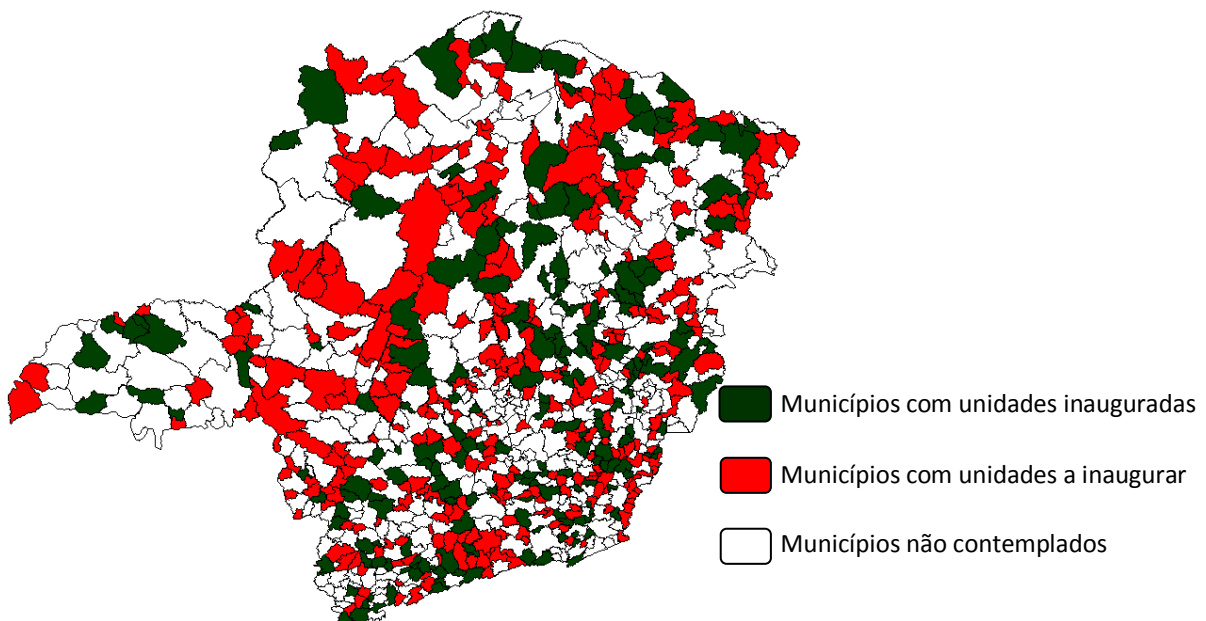 Municípios com unidades inauguradas
Municípios com unidades a inaugurar
Municípios não contemplados